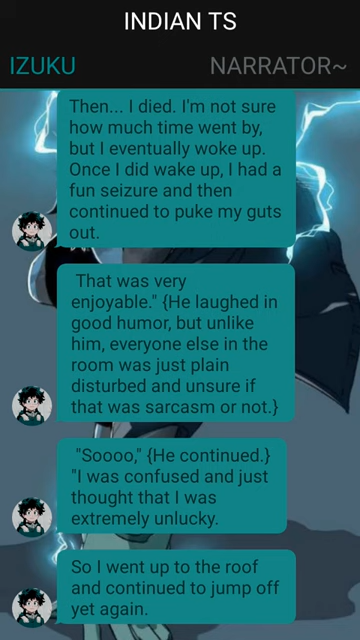 INDIAN TS
IZUKU
NARRATOR~
Then... I died. I'm not sure
how much time went by,
but I eventually woke up.
Once I did wake up, I had a
fun seizure and then
continued to puke my guts
out.
That was very
enjoyable." {He laughed in
good humor, but unlike
him, everyone else in the
room was just plain
disturbed and unsure if
that was sarcasm or not.}
"Soooo," {He continued.}
"I was confused and just
thought that I was
extremely unlucky.
So I went up to the roof
and continued to jump off
yet again.